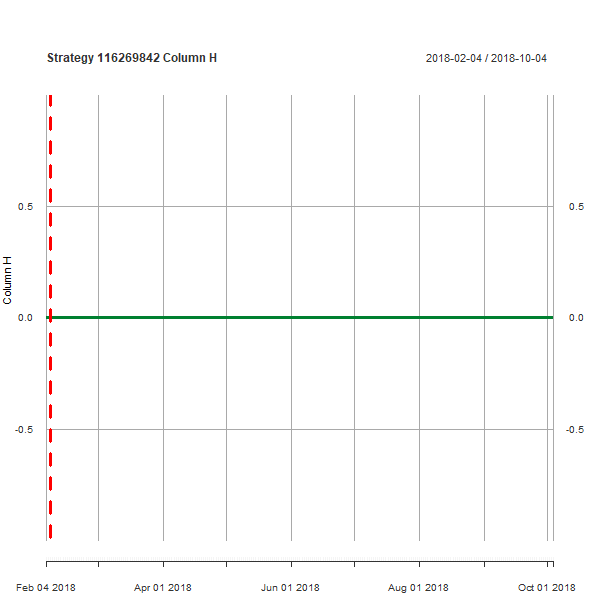 Strategy 116269842 Column H
2018-02-04 / 2018-10-04
0.5
0.5
Column H
0.0
0.0
-0.5
-0.5
Feb 04 2018
Apr 01 2018
Jun 01 2018
Aug 01 2018
Oct 01 2018